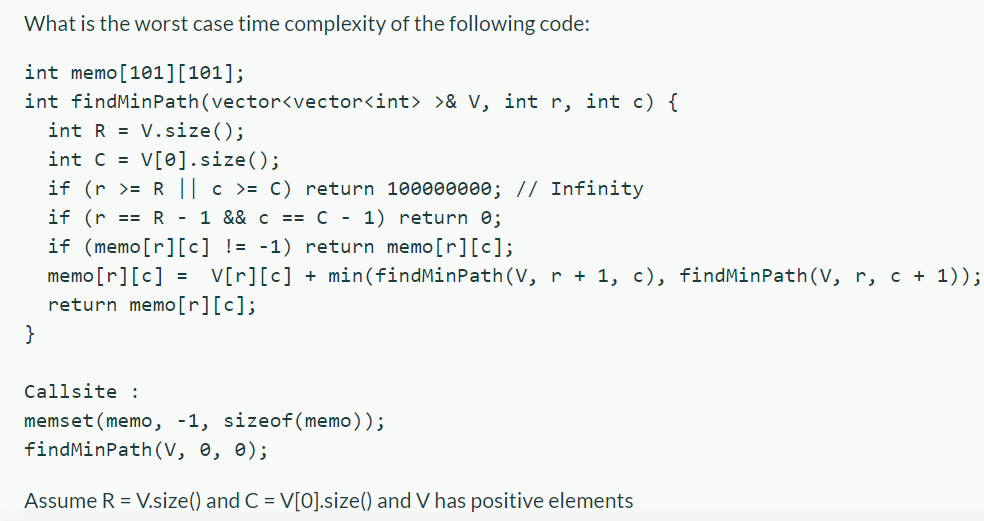 What is the worst case time complexity of the following code:
int memo[101][101];
int findMinPath(vector<vector<int> >& V, int r, int c) {
  int R = V.size();
  int C = V[0].size();
  if (r >= R || c >= C) return 100000000; // Infinity
  if (r == R - 1 && c == C - 1) return 0;
  if (memo[r][c] != -1) return memo[r][c];
  memo[r][c] =  V[r][c] + min(findMinPath(V, r + 1, c), findMinPath(V, r, c + 1));
  return memo[r][c];
}
Callsite :
memset(memo, -1, sizeof(memo));
findMinPath(V, 0, 0);
Assume R = V.size() and C = V[0].size() and V has positive elements